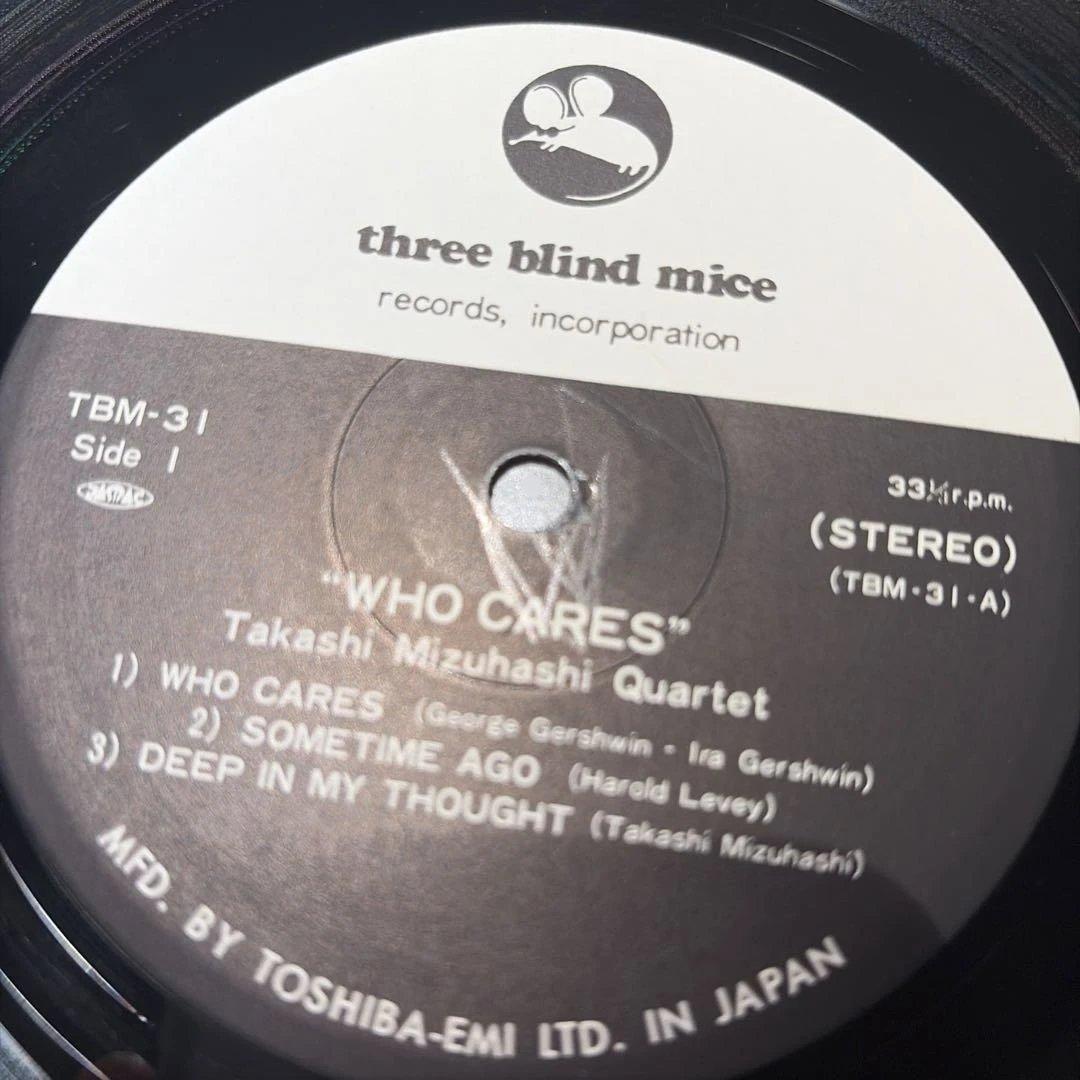 three blind mice
records, incorporation
TBM-31
Side 1
JASRAC
33⅓ r.p.m.
(STEREO)
(TBM-31-A)
"WHO CARES"
Takashi Mizuhashi Quartet
1) WHO CARES (George Gershwin - Ira Gershwin)
2) SOMETIME AGO (Harold Levey)
3) DEEP IN MY THOUGHT (Takashi Mizuhashi)
MFD. BY TOSHIBA-EMI LTD. IN JAPAN